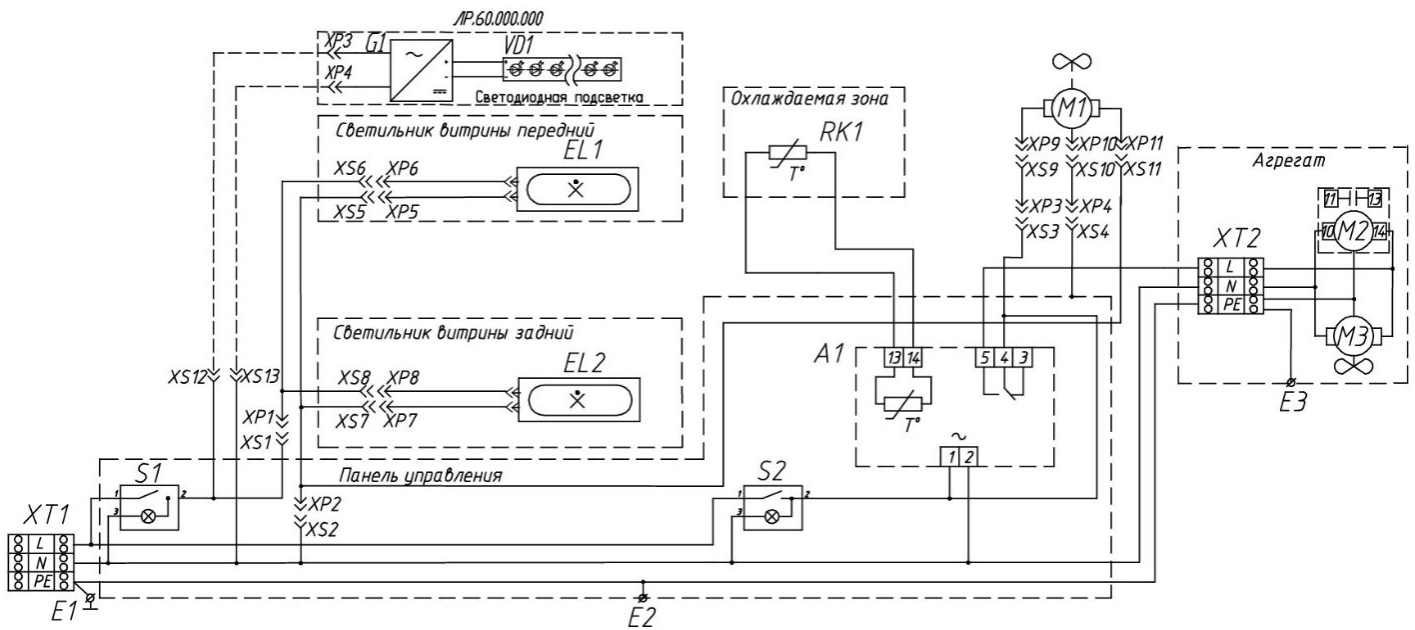 ЛР.60.000.000
XP3
G1
VD1
XP4
Светодиодная подсветка
Светильник витрины передний
EL1
XS6 XP6
XS5 XP5
Охлаждаемая зона
RK1
T°
M1
XP9 XP10 XP11
XS9 XS10 XS11
XP3 XP4
XS3 XS4
Агрегат
11 13
10 M2 14
XT2
L
N
PE
M3
E3
Светильник витрины задний
EL2
XS8 XP8
XS7 XP7
XS12 XS13
XP1
XS1
A1
13 14 5 4 3
T°
~
1 2
Панель управления
S1
1 2
3
S2
1 2
3
XP2
XS2
XT1
L
N
PE
E1
E2